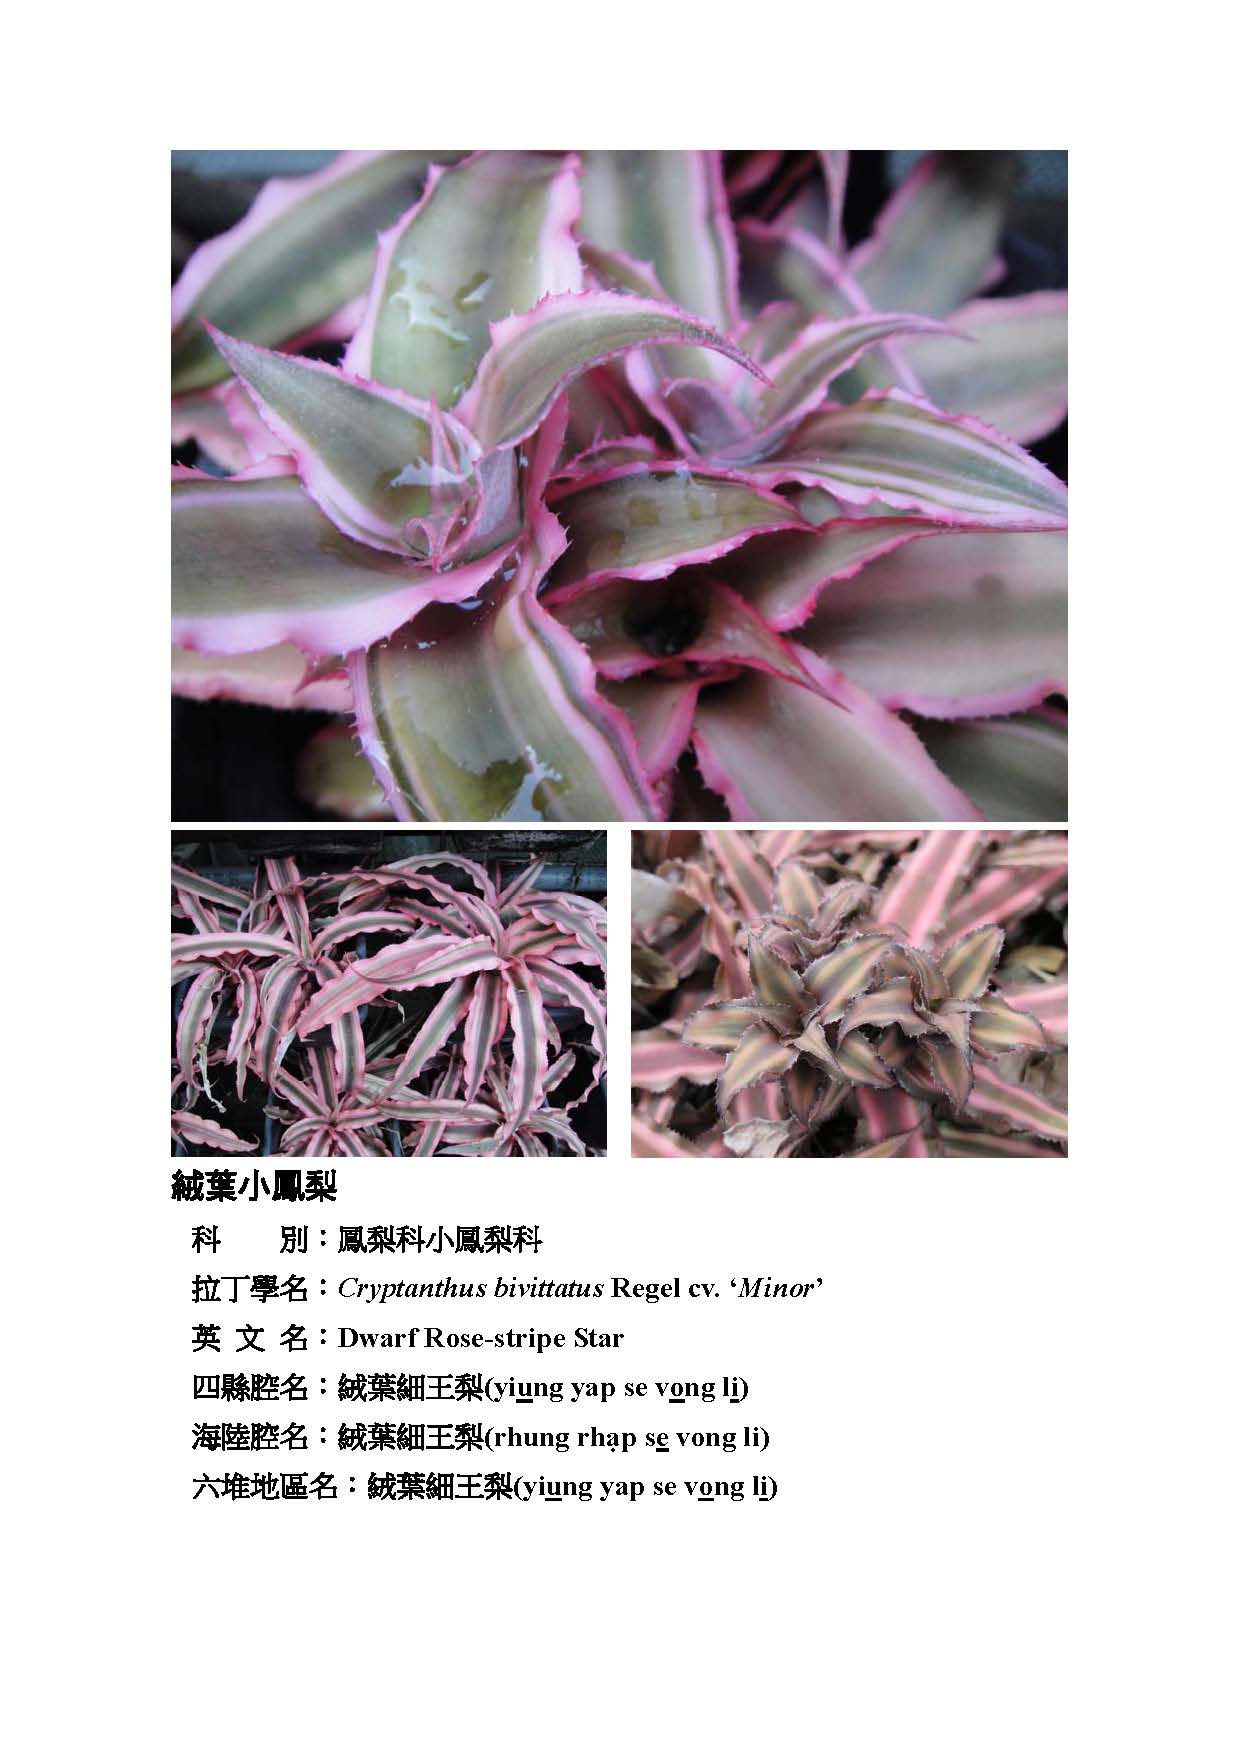 絨葉小鳳梨
科　　別：鳳梨科小鳳梨科
拉丁學名：Cryptanthus bivittatus Regel cv. ‘Minor’
英 文 名：Dwarf Rose-stripe Star
四縣腔名：絨葉細王梨(yiung yap se vong li)
海陸腔名：絨葉細王梨(rhung rhạp se vong li)
六堆地區名：絨葉細王梨(yiung yap se vong li)